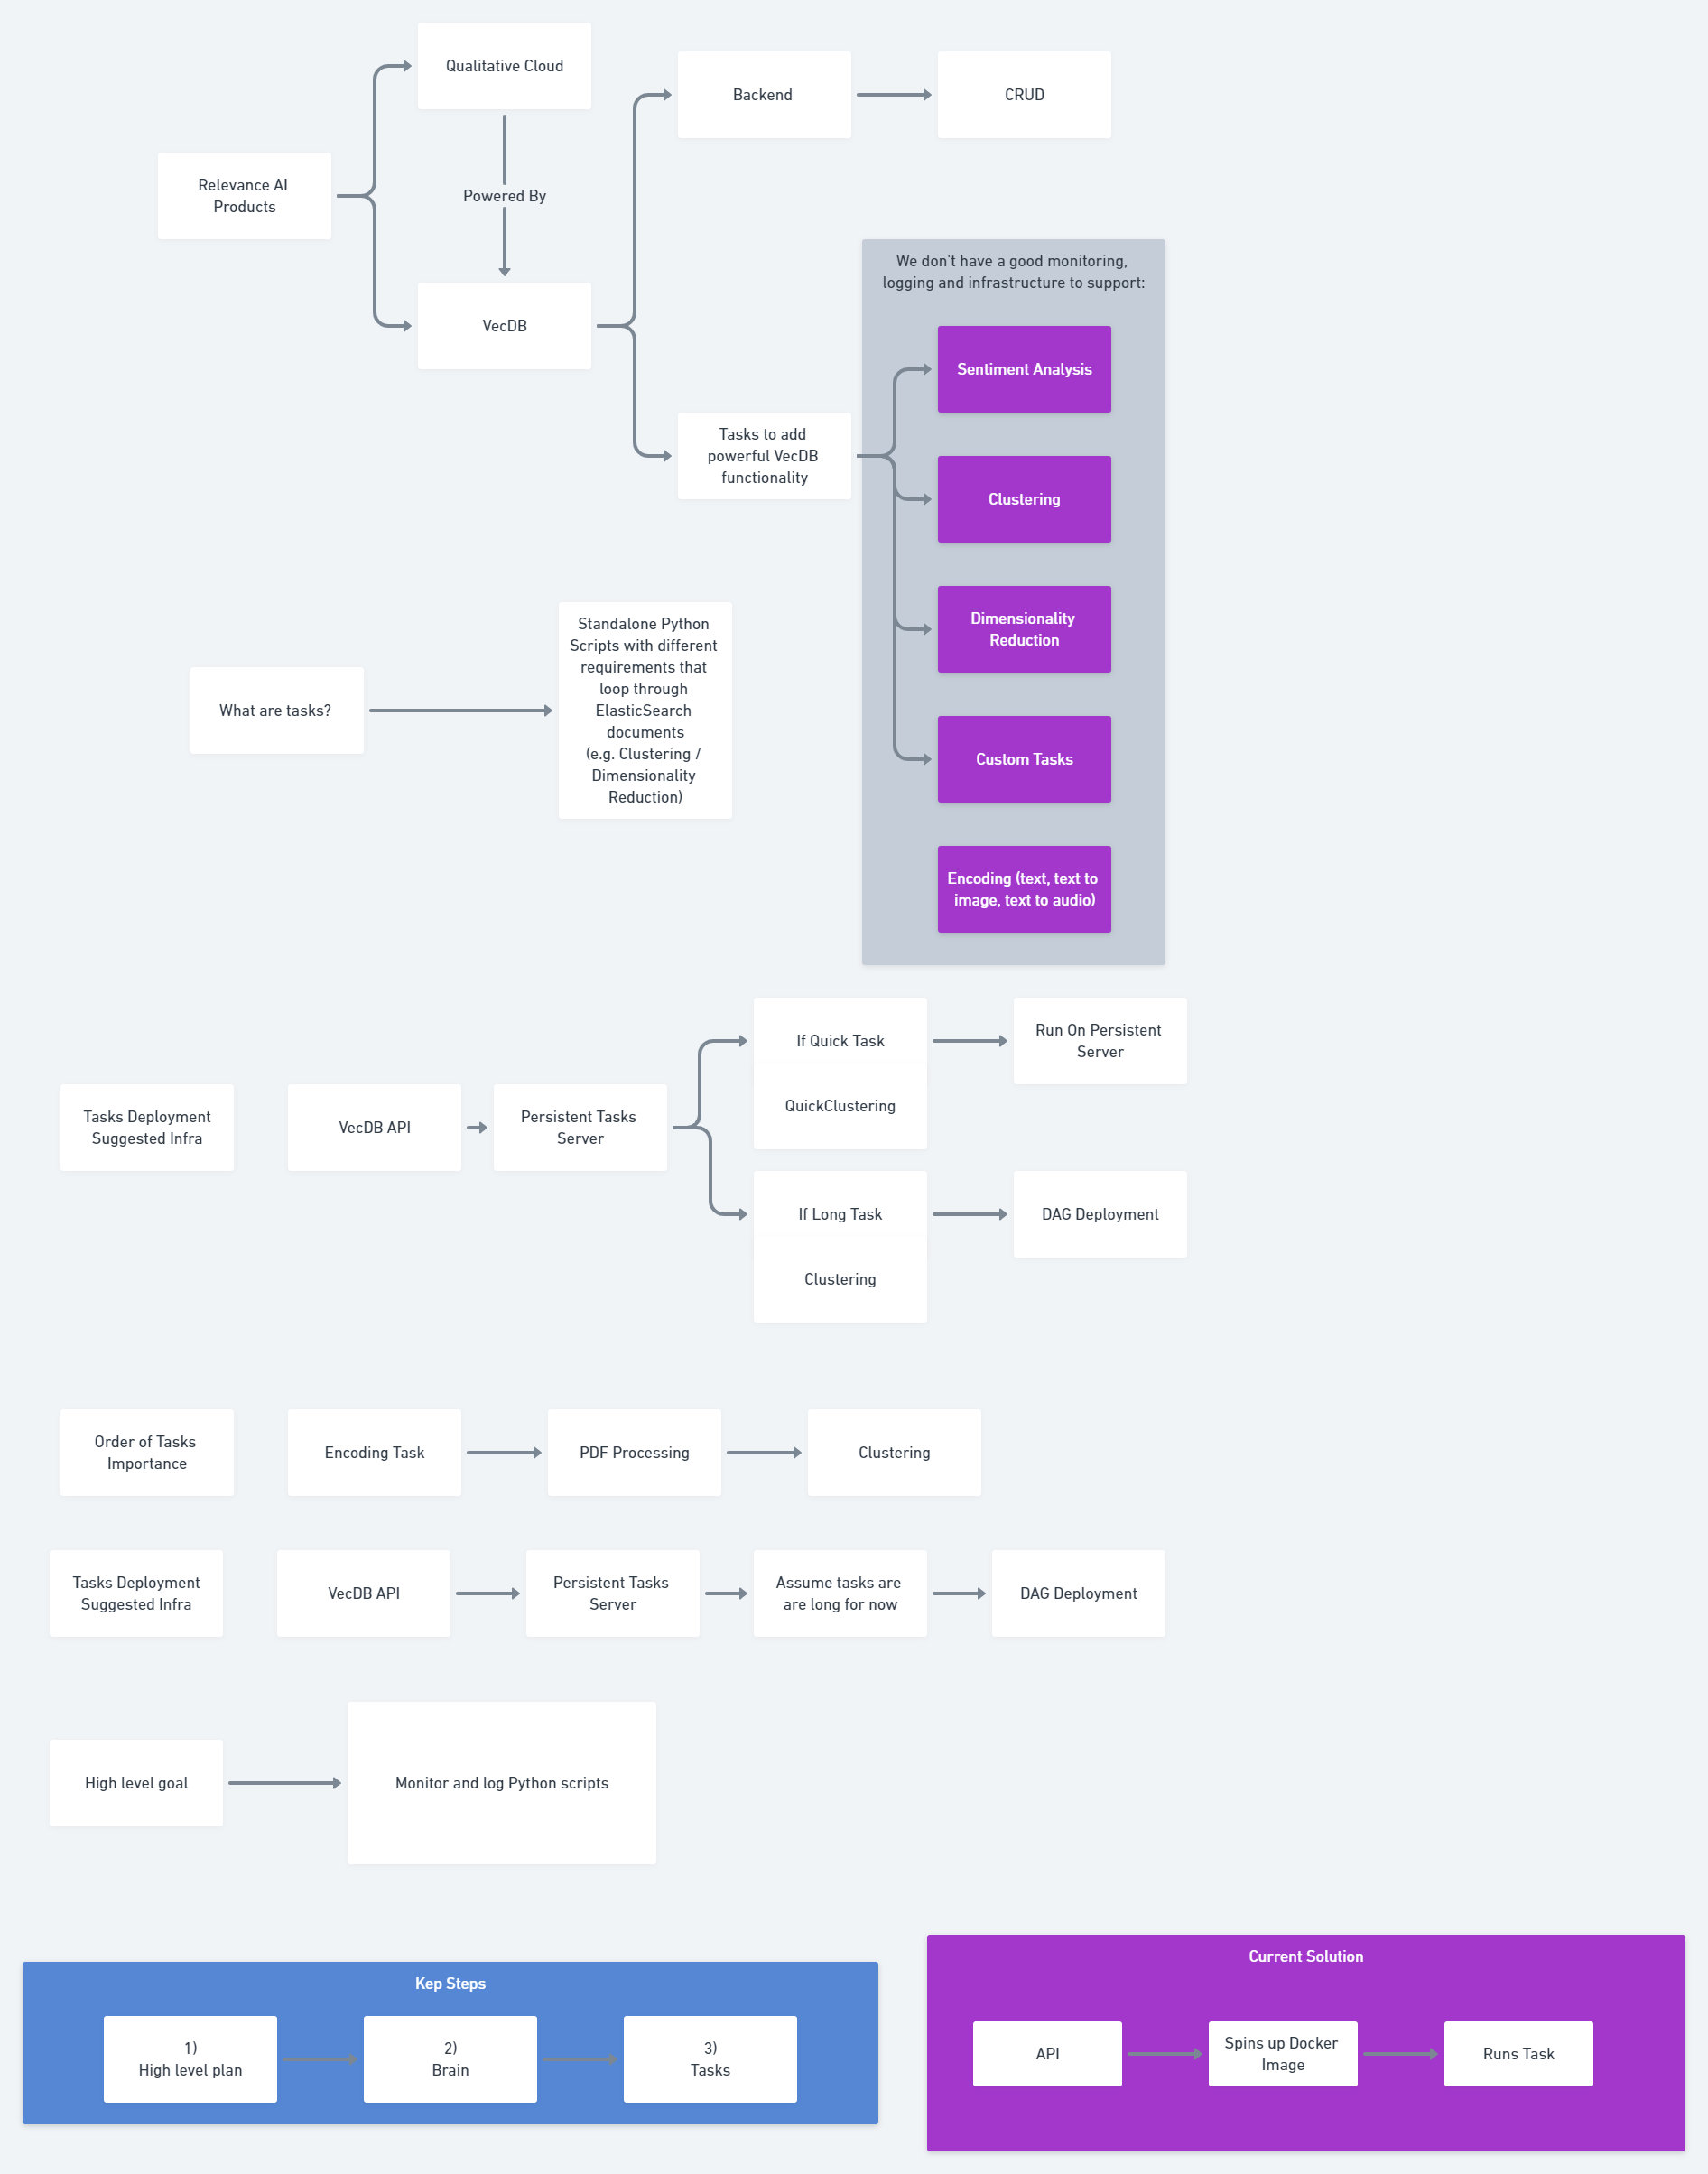 Qualitative Cloud
Backend
CRUD
Relevance AI
Products
Powered By
VecDB
We don't have a good monitoring,
logging and infrastructure to support:
Sentiment Analysis
Tasks to add
powerful VecDB
functionality
Clustering
Dimensionality
Reduction
Custom Tasks
Encoding (text, text to
image, text to audio)
What are tasks?
Standalone Python
Scripts with different
requirements that
loop through
ElasticSearch
documents
(e.g. Clustering /
Dimensionality
Reduction)
Tasks Deployment
Suggested Infra
VecDB API
Persistent Tasks
Server
If Quick Task
QuickClustering
Run On Persistent
Server
If Long Task
Clustering
DAG Deployment
Order of Tasks
Importance
Encoding Task
PDF Processing
Clustering
Tasks Deployment
Suggested Infra
VecDB API
Persistent Tasks
Server
Assume tasks are
are long for now
DAG Deployment
High level goal
Monitor and log Python scripts
Kep Steps
1)
High level plan
2)
Brain
3)
Tasks
Current Solution
API
Spins up Docker
Image
Runs Task